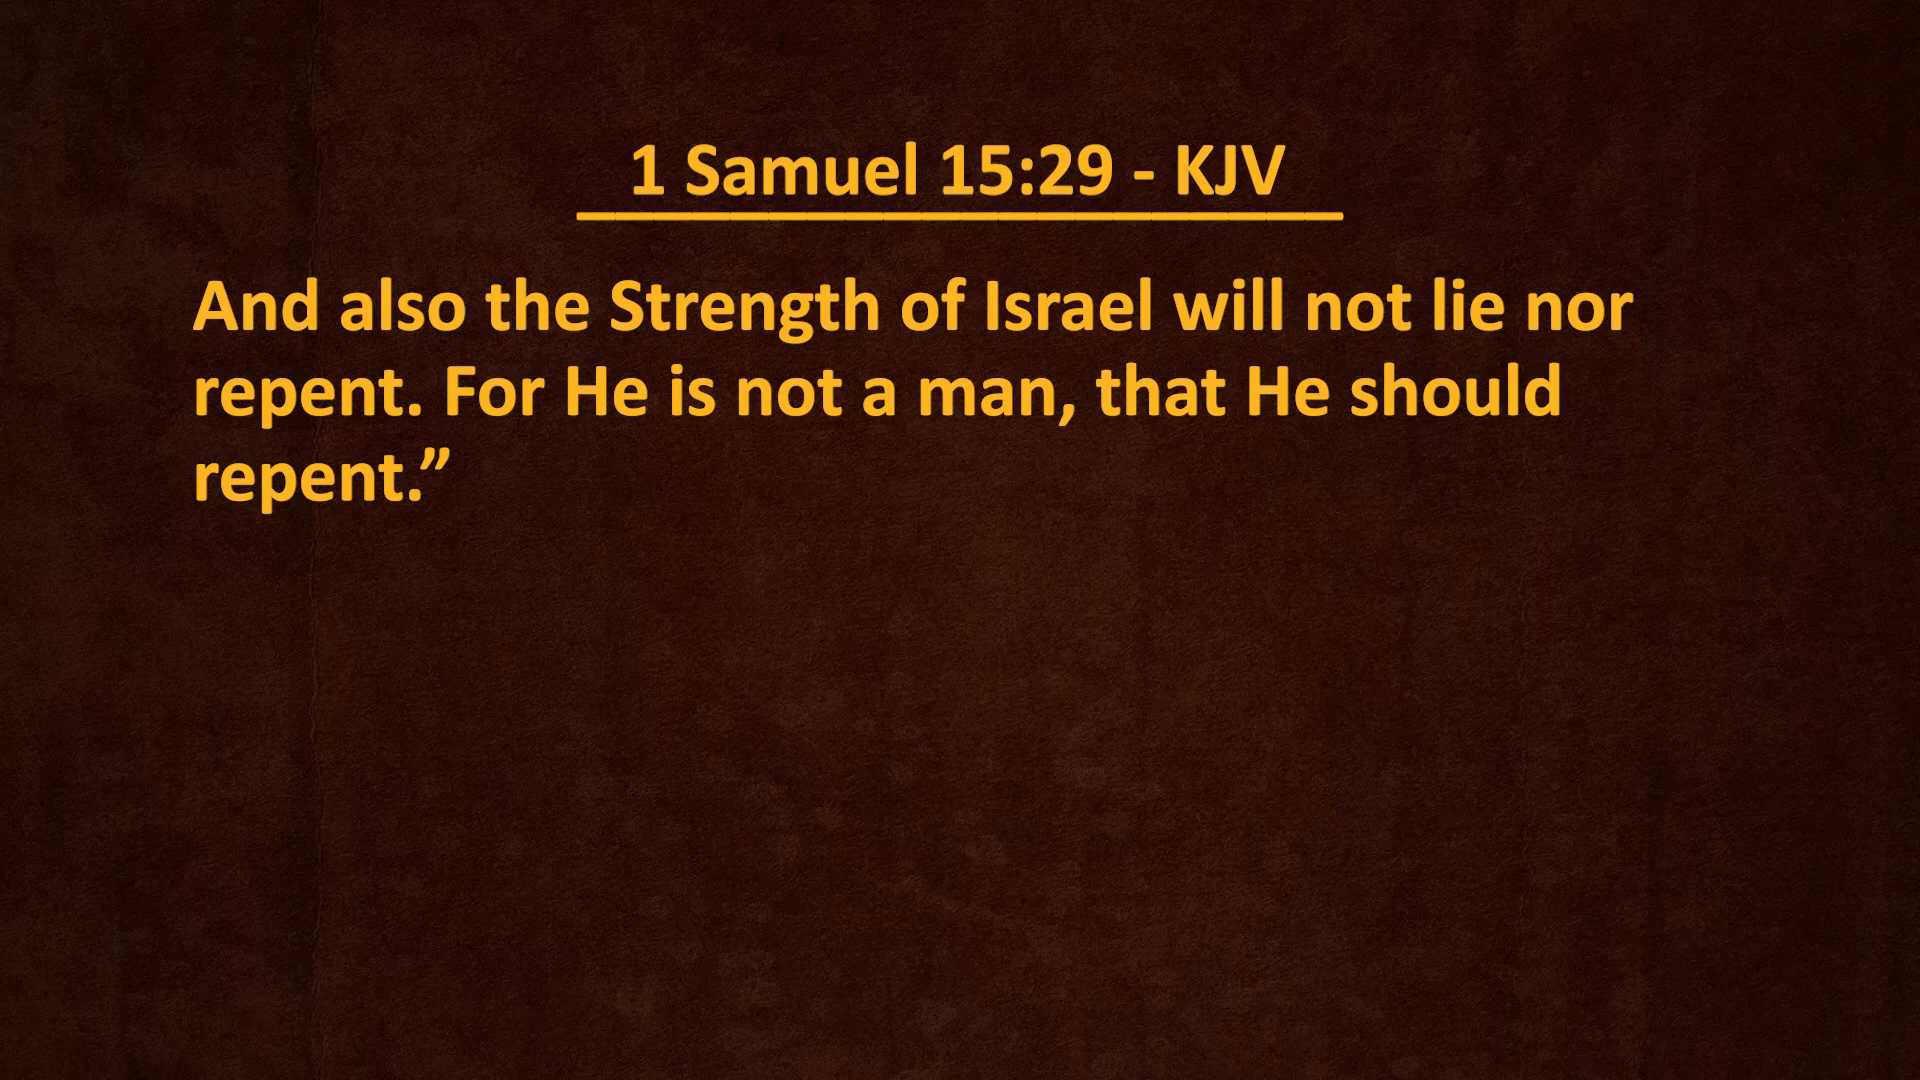 1 Samuel 15:29 - KJV
And also the Strength of Israel will not lie nor
repent. For He is not a man, that He should
repent.”